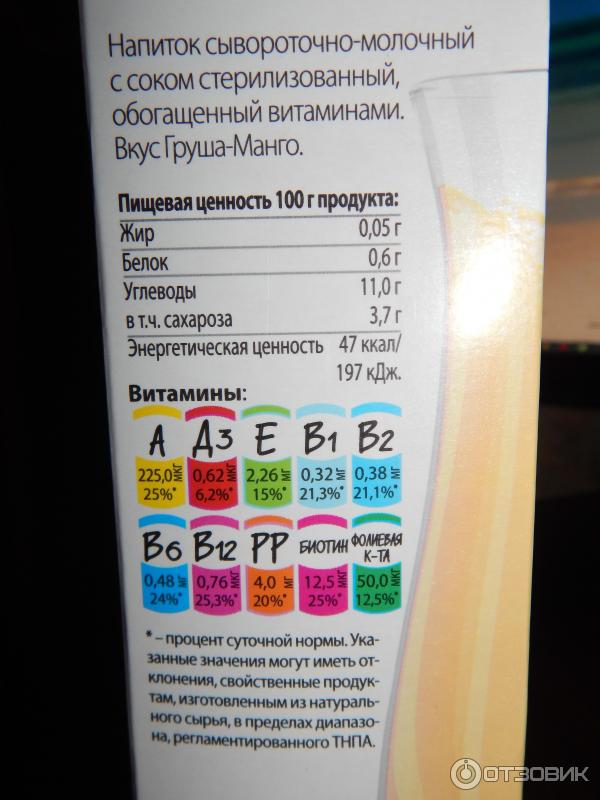 Напиток сывороточно-молочный
с соком стерилизованный,
обогащенный витаминами.
Вкус Груша-Манго.
Пищевая ценность 100 г продукта:
Жир 0,05 г
Белок 0,6 г
Углеводы 11,0 г
в т.ч. сахароза 3,7 г
Энергетическая ценность 47 ккал/
197 кДж.
Витамины:
А Д3 Е В1 В2
225,0 МКГ 0,62 МКГ 2,26 МГ 0,32 МГ 0,38 МГ
25%* 6,2%* 15%* 21,3%* 21,1%*
В6 В12 РР БИОТИН ФОЛИЕВАЯ
К-ТА
0,48 МГ 0,76 МКГ 4,0 МГ 12,5 МКГ 50,0 МКГ
24%* 25,3%* 20%* 25%* 12,5%*
* – процент суточной нормы. Ука-
занные значения могут иметь от-
клонения, свойственные продук-
там, изготовленным из натураль-
ного сырья, в пределах диапазо-
на, регламентированного ТНПА.
ОТЗОВИК